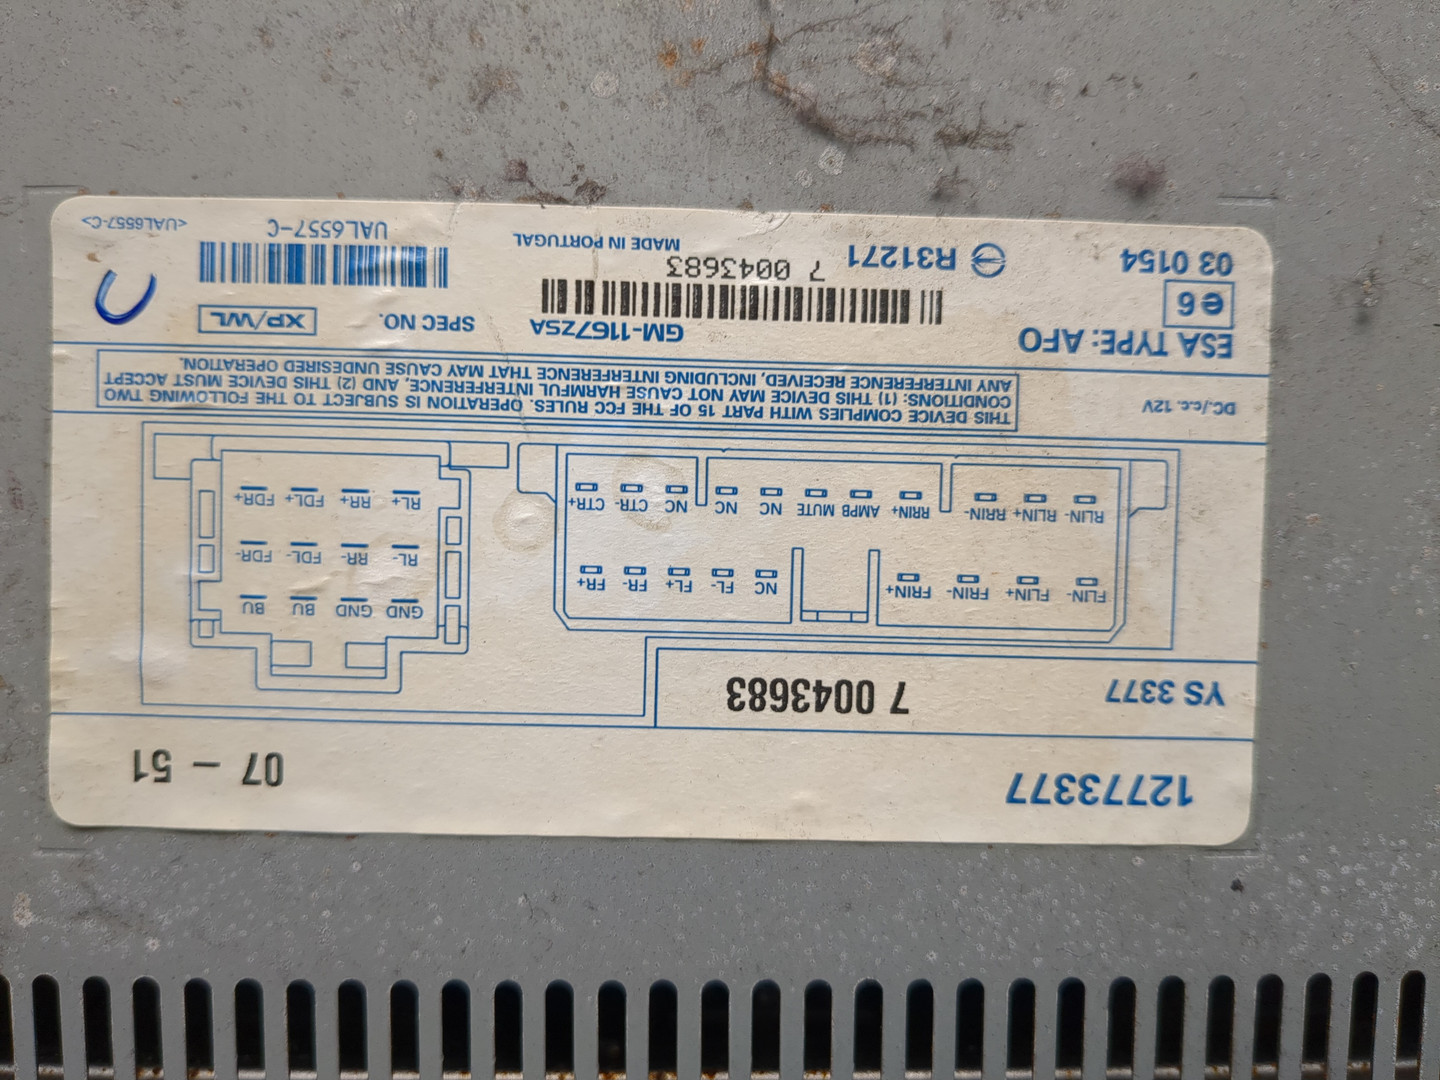 12773377
07 - 51
YS 3377
7 0043683
FLIN- FLIN+ FRIN- FRIN+ NC FL- FL+ FR- FR+
RLIN- RLIN+ RRIN- RRIN+ AMPB MUTE NC NC NC CTR- CTR+
GND GND BU BU
RL- RR- FDL- FDR-
RL+ RR+ FDL+ FDR+
DC./c.c. 12V
THIS DEVICE COMPLIES WITH PART 15 OF THE FCC RULES. OPERATION IS SUBJECT TO THE FOLLOWING TWO
CONDITIONS: (1) THIS DEVICE MAY NOT CAUSE HARMFUL INTERFERENCE, AND (2) THIS DEVICE MUST ACCEPT
ANY INTERFERENCE RECEIVED, INCLUDING INTERFERENCE THAT MAY CAUSE UNDESIRED OPERATION.
ESA TYPE: AFO
e6
03 0154
R31271
GM-1167ZSA
7 0043683
MADE IN PORTUGAL
SPEC NO. XP/WL
UAL6557-C
<UAL6557-C>